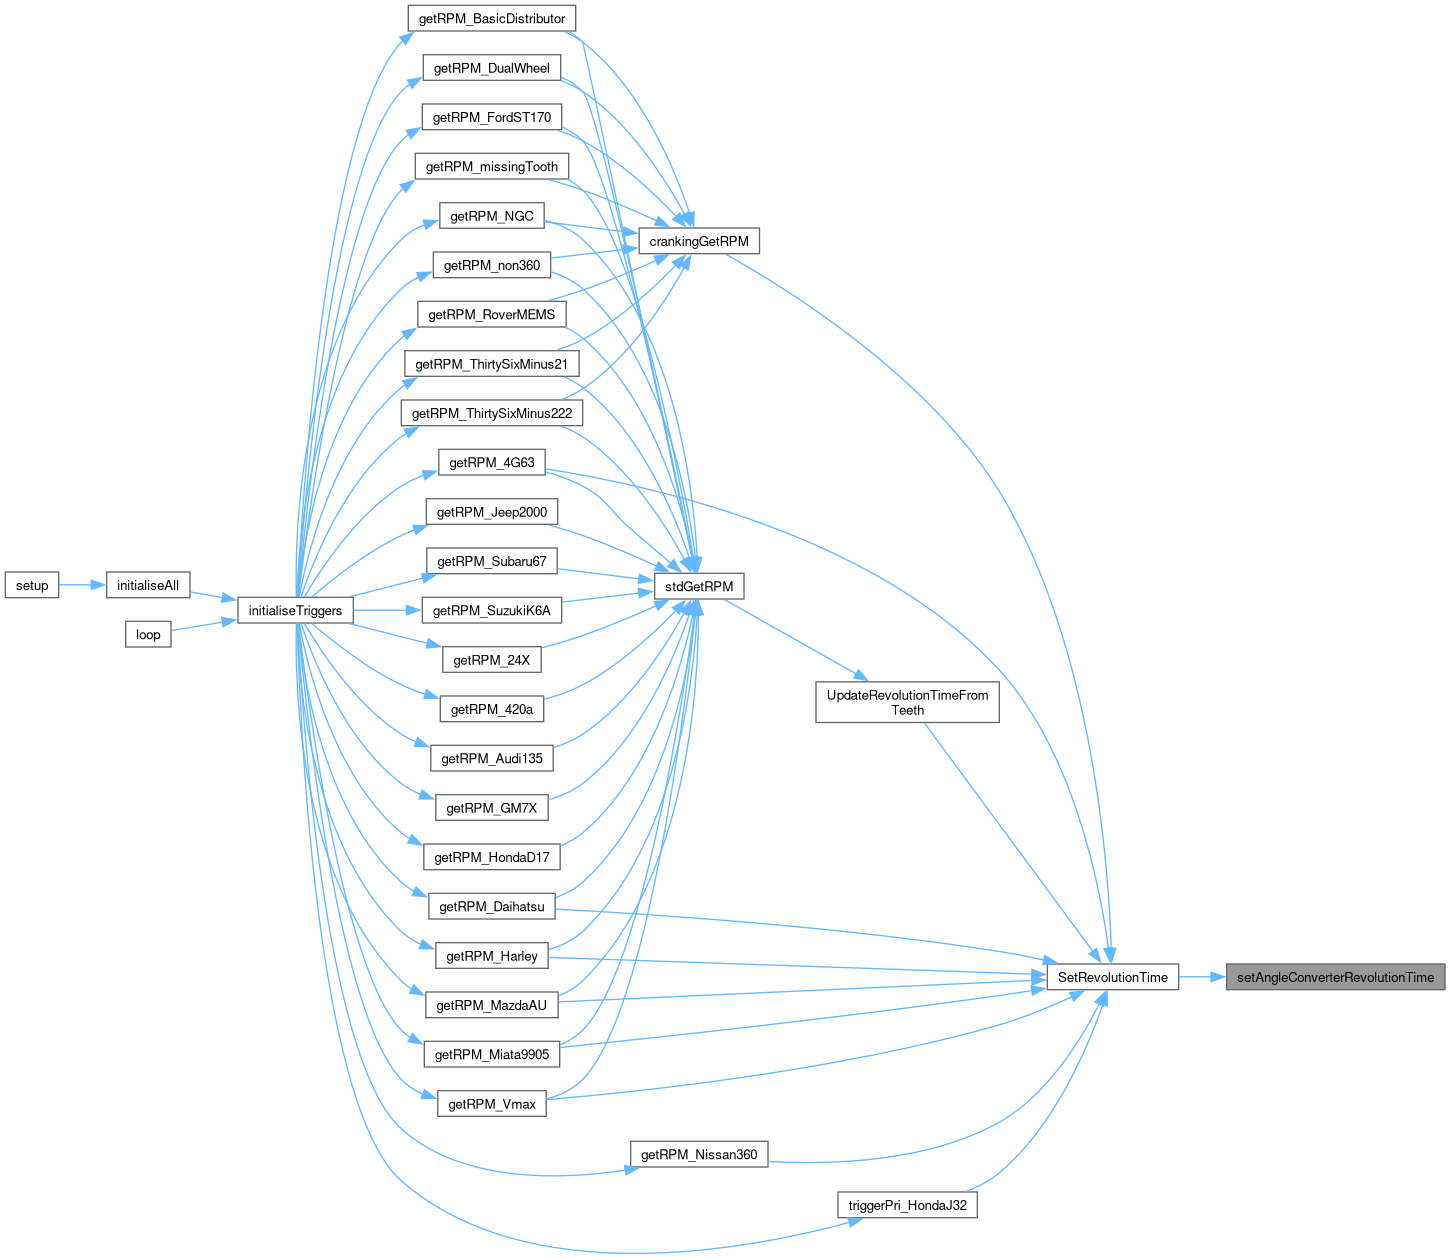 getRPM_BasicDistributor
getRPM_DualWheel
getRPM_FordST170
getRPM_missingTooth
getRPM_NGC
crankingGetRPM
getRPM_non360
getRPM_RoverMEMS
getRPM_ThirtySixMinus21
getRPM_ThirtySixMinus222
getRPM_4G63
getRPM_Jeep2000
getRPM_Subaru67
setup
initialiseAll
stdGetRPM
initialiseTriggers
getRPM_SuzukiK6A
loop
getRPM_24X
UpdateRevolutionTimeFrom
Teeth
getRPM_420a
getRPM_Audi135
getRPM_GM7X
getRPM_HondaD17
getRPM_Daihatsu
getRPM_Harley
SetRevolutionTime
setAngleConverterRevolutionTime
getRPM_MazdaAU
getRPM_Miata9905
getRPM_Vmax
getRPM_Nissan360
triggerPri_HondaJ32